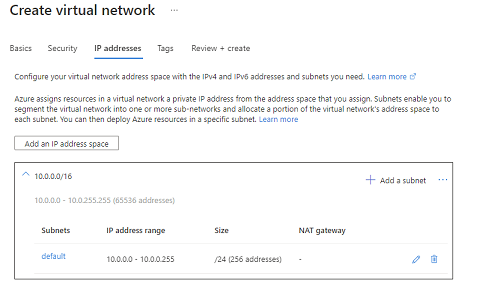 Create virtual network ...
Basics Security IP addresses Tags Review + create
Configure your virtual network address space with the IPv4 and IPv6 addresses and subnets you need. Learn more
Azure assigns resources in a virtual network a private IP address from the address space that you assign. Subnets enable you to
segment the virtual network into one or more sub-networks and allocate a portion of the virtual network's address space to
each subnet. You can then deploy Azure resources in a specific subnet. Learn more
Add an IP address space
10.0.0.0/16 + Add a subnet ...
10.0.0.0 - 10.0.255.255 (65536 addresses)
Subnets IP address range Size NAT gateway
default 10.0.0.0 - 10.0.0.255 /24 (256 addresses) -